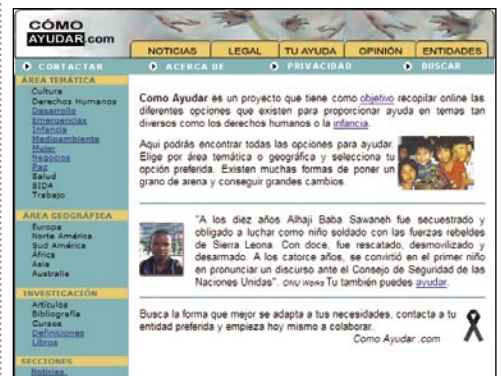 CÓMO
AYUDAR.com
NOTICIAS
LEGAL
TU AYUDA
OPINIÓN
ENTIDADES
CONTACTAR
ACERCA DE
PRIVACIDAD
BUSCAR
ÁREA TEMÁTICA
Cultura
Derechos Humanos
Desarrollo
Emergencias
Infancia
Medioambiente
Mujer
Negocios
Paz
Salud
SIDA
Trabajo
ÁREA GEOGRÁFICA
Europa
Norte América
Sud América
África
Asia
Australia
INVESTIGACIÓN
Artículos
Bibliografía
Cursos
Definiciones
Libros
SECCIONES
Noticias
Como Ayudar es un proyecto que tiene como objetivo recopilar online las
diferentes opciones que existen para proporcionar ayuda en temas tan
diversos como los derechos humanos o la infancia.
Aqui podrás encontrar todas las opciones para ayudar.
Elige por área temática o geográfica y selecciona tu
opción preferida. Existen muchas formas de poner un
grano de arena y conseguir grandes cambios.
"A los diez años Alhaji Baba Sawaneh fue secuestrado y
obligado a luchar como niño soldado con las fuerzas rebeldes
de Sierra Leona. Con doce, fue rescatado, desmovilizado y
desarmado. A los catorce años, se convirtió en el primer niño
en pronunciar un discurso ante el Consejo de Seguridad de las
Naciones Unidas". ONU Works Tu también puedes ayudar.
Busca la forma que mejor se adapta a tus necesidades, contacta a tu
entidad preferida y empieza hoy mismo a colaborar.
Como Ayudar .com